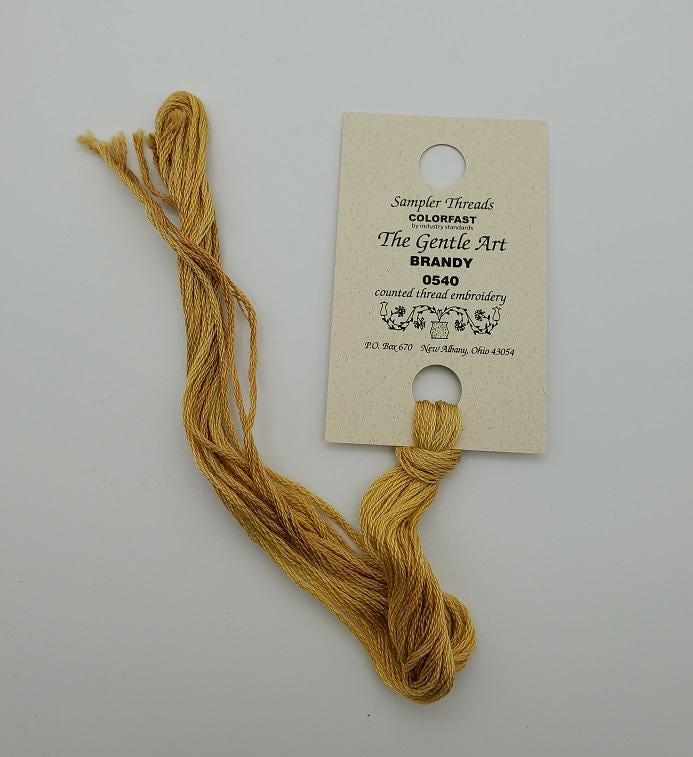 Sampler Threads
COLORFAST
by industry standards
The Gentle Art
BRANDY
0540
counted thread embroidery
P.O. Box 670 New Albany, Ohio 43054